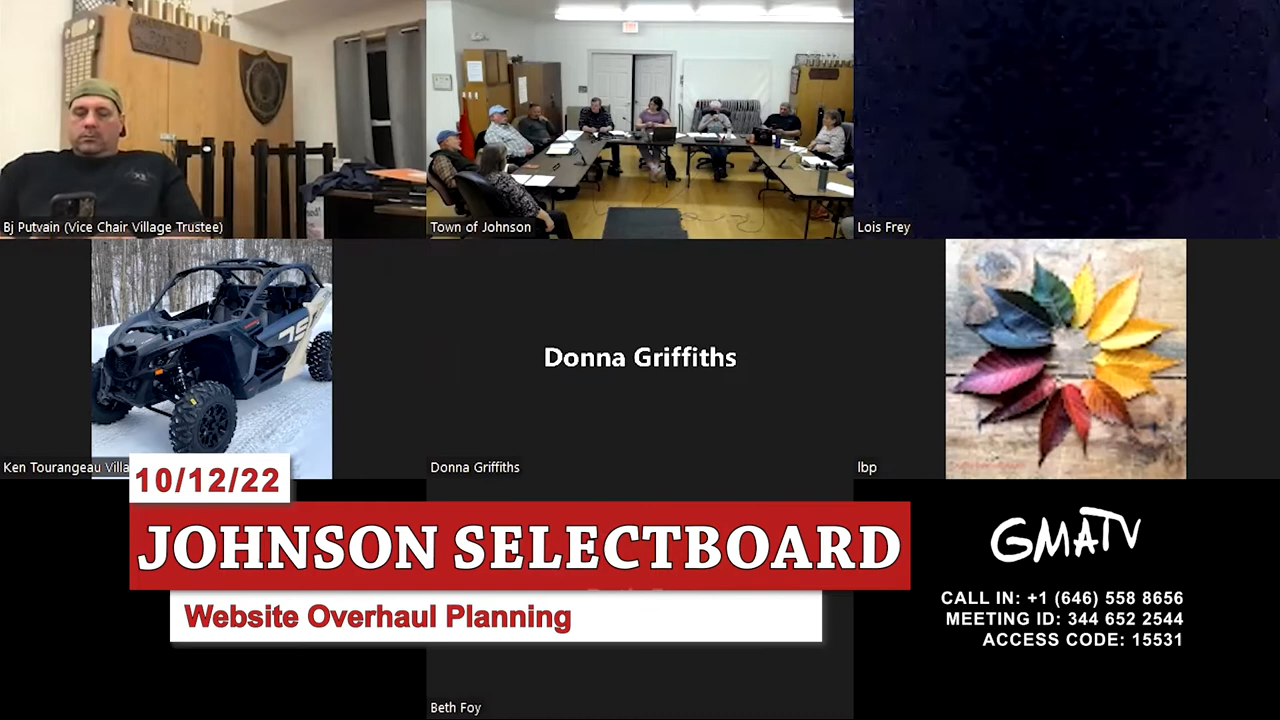 Bj Putvain (Vice Chair Village Trustee)
Town of Johnson
Lois Frey
Donna Griffiths
Ken Tourangeau Villa
Donna Griffiths
lbp
10/12/22
JOHNSON SELECTBOARD
Website Overhaul Planning
GMATV
CALL IN: +1 (646) 558 8656
MEETING ID: 344 652 2544
ACCESS CODE: 15531
Beth Foy